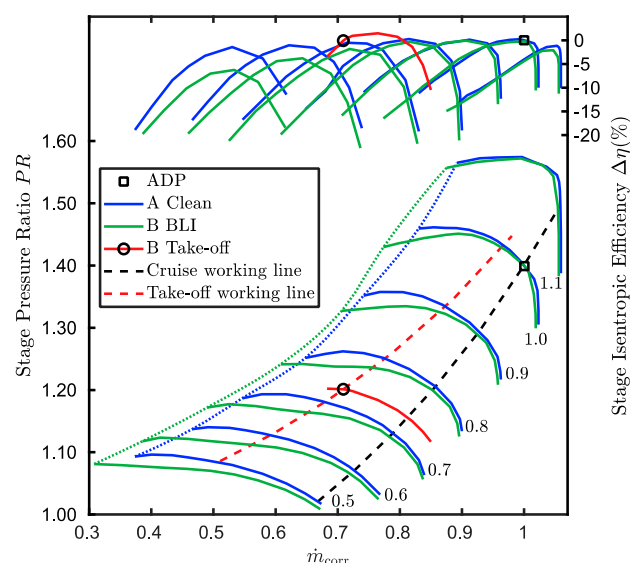 0
-5
-10
-15
-20
Stage Isentropic Efficiency Δη(%)
1.60
1.50
1.40
1.30
1.20
1.10
1.00
Stage Pressure Ratio PR
ADP
A Clean
B BLI
B Take-off
Cruise working line
Take-off working line
1.1
1.0
0.9
0.8
0.7
0.6
0.5
0.3 0.4 0.5 0.6 0.7 0.8 0.9 1
ṁcorr